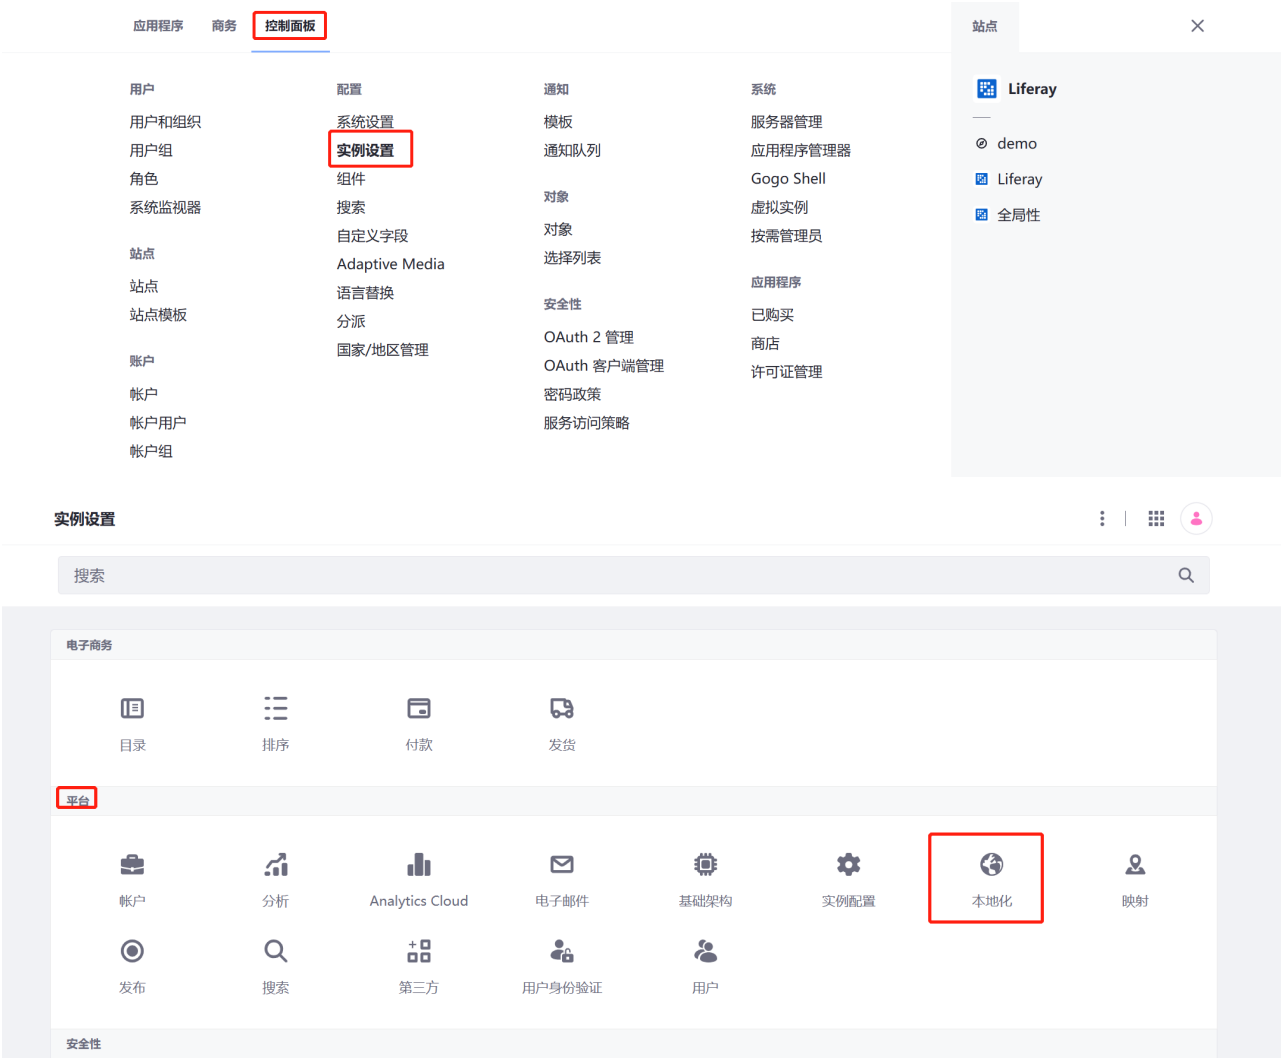 应用程序 商务 控制面板
站点
用户
用户和组织
用户组
角色
系统监视器
站点
站点
站点模板
账户
帐户
帐户用户
帐户组
配置
系统设置
实例设置
组件
搜索
自定义字段
Adaptive Media
语言替换
分派
国家/地区管理
通知
模板
通知队列
对象
对象
选择列表
安全性
OAuth 2 管理
OAuth 客户端管理
密码政策
服务访问策略
系统
服务器管理
应用程序管理器
Gogo Shell
虚拟实例
按需管理员
应用程序
已购买
商店
许可证管理
Liferay
demo
Liferay
全局性
实例设置
搜索
电子商务
目录 排序 付款 发货
平台
帐户 分析 Analytics Cloud 电子邮件 基础架构 实例配置 本地化 映射
发布 搜索 第三方 用户身份验证 用户
安全性